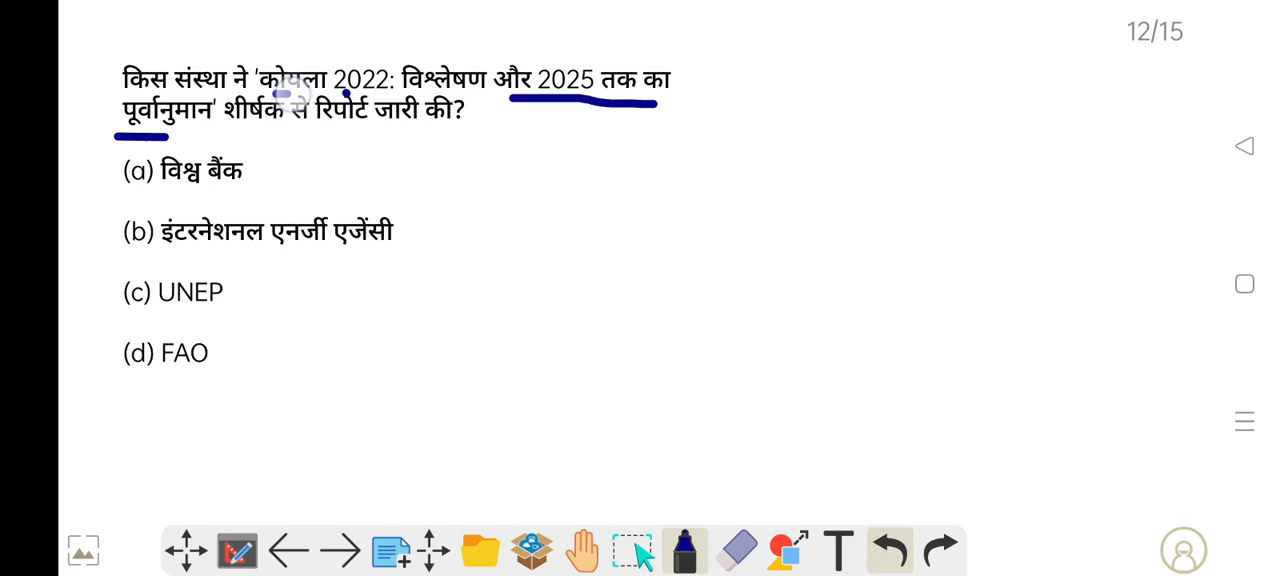 12/15
किस संस्था ने 'कोयला 2022: विश्लेषण और 2025 तक का
पूर्वानुमान' शीर्षक से रिपोर्ट जारी की?
(a) विश्व बैंक
(b) इंटरनेशनल एनर्जी एजेंसी
(c) UNEP
(d) FAO
T